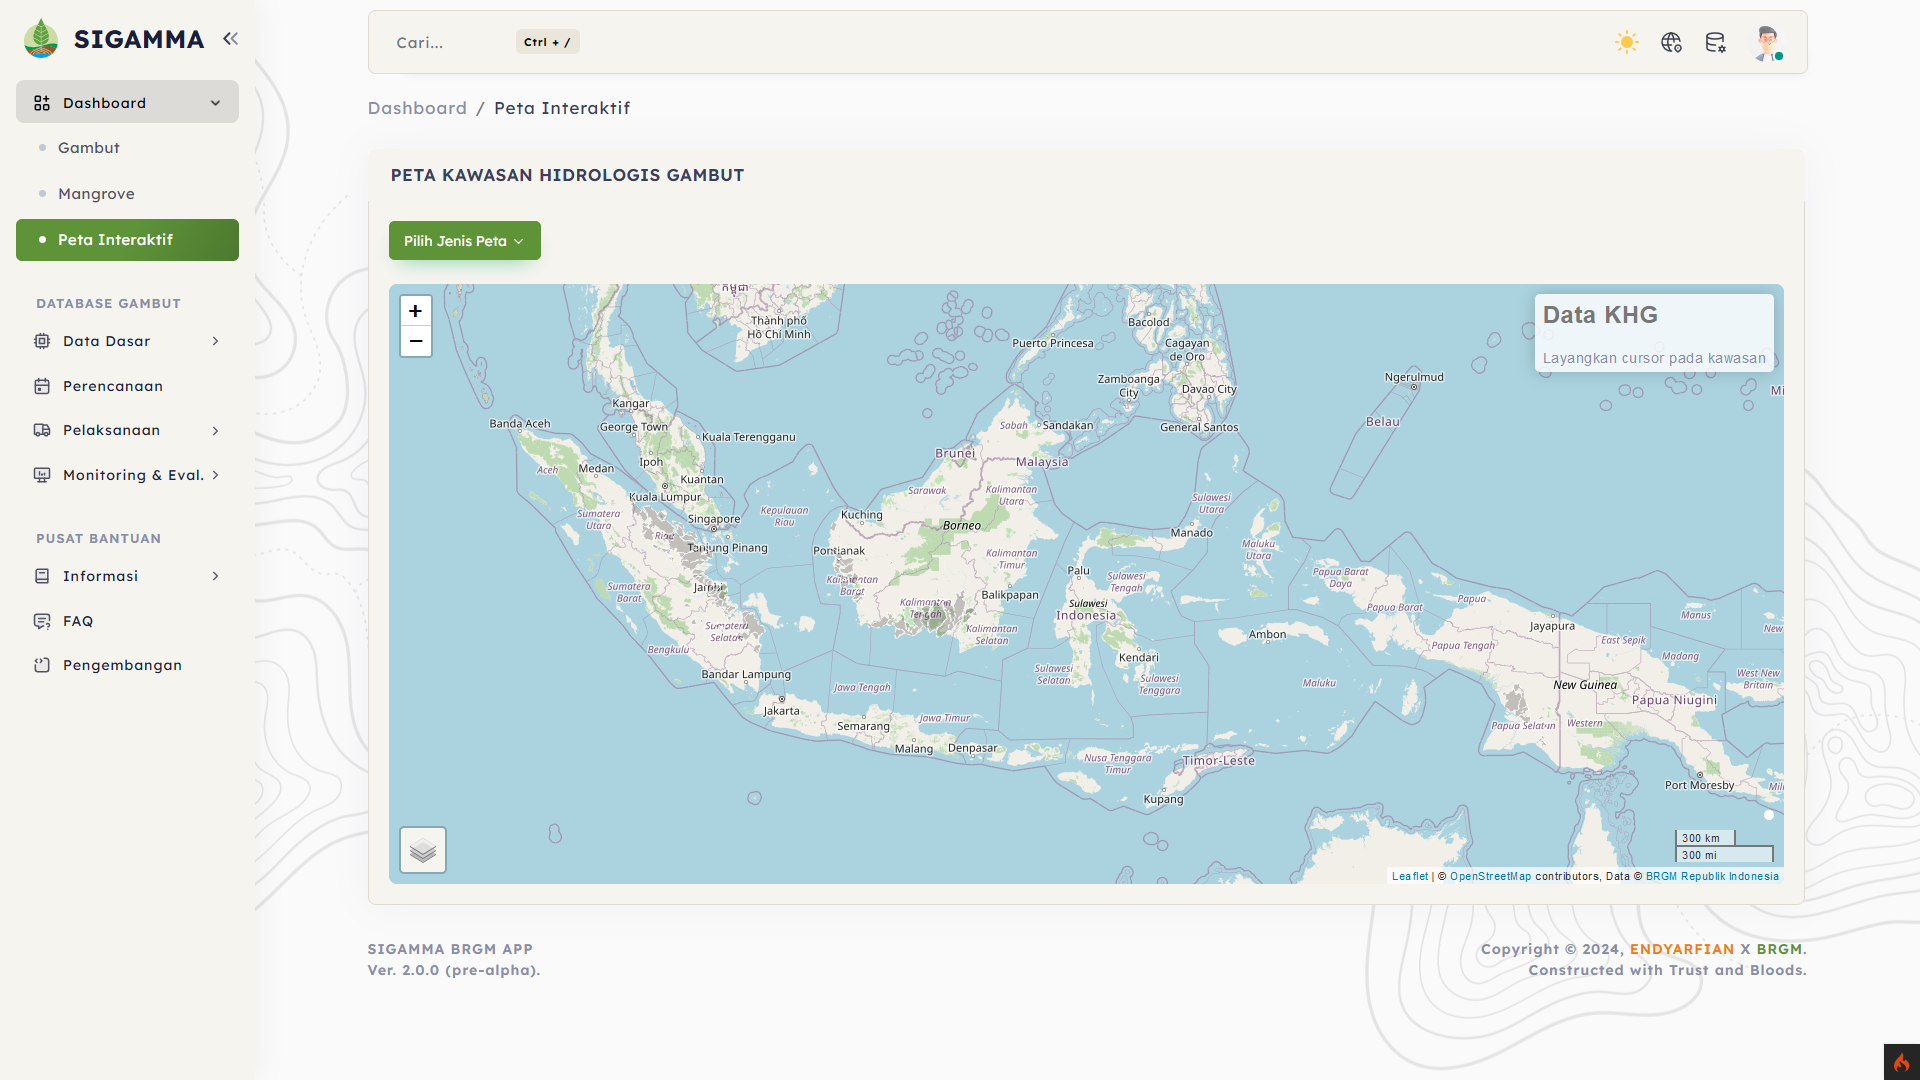 SIGAMMA
Cari...
Ctrl + /
Dashboard
Gambut
Mangrove
Peta Interaktif
DATABASE GAMBUT
Data Dasar
Perencanaan
Pelaksanaan
Monitoring & Eval.
PUSAT BANTUAN
Informasi
FAQ
Pengembangan
Dashboard / Peta Interaktif
PETA KAWASAN HIDROLOGIS GAMBUT
Pilih Jenis Peta
+
−
Data KHG
Layangkan cursor pada kawasan
កម្ពុជា
Thành phố
Hồ Chí Minh
Bacolod
Puerto Princesa
Cagayan
de Oro
Zamboanga
City
Davao City
General Santos
Ngerulmud
Belau
Mi
Banda Aceh
Kangar
George Town
Kuala Terengganu
Ipoh
Kuantan
Kuala Lumpur
Aceh
Medan
Sumatera
Utara
Singapore
Riau
Tanjung Pinang
Kepulauan
Riau
Sabah
Sandakan
Brunei
Malaysia
Sarawak
Kalimantan
Utara
Kuching
Borneo
Pontianak
Kalimantan
Timur
Kalimantan
Barat
Balikpapan
Kalimantan
Tengah
Kalimantan
Selatan
Sumatera
Barat
Jambi
Sumatera
Selatan
Bengkulu
Bandar Lampung
Jakarta
Jawa Tengah
Semarang
Jawa Timur
Malang
Denpasar
Sulawesi
Utara
Manado
Maluku
Utara
Palu
Sulawesi
Tengah
Sulawesi
Indonesia
Kendari
Sulawesi
Selatan
Sulawesi
Tenggara
Ambon
Maluku
Nusa Tenggara
Timur
Timor-Leste
Kupang
Papua Barat
Daya
Papua Barat
Papua
Jayapura
Papua Tengah
East Sepik
Manus
New
Madang
New Guinea
West New
Britain
Papua Niugini
Papua Selatan
Western
Port Moresby
Mil
300 km
300 mi
Leaflet | © OpenStreetMap contributors, Data © BRGM Republik Indonesia
SIGAMMA BRGM APP
Ver. 2.0.0 (pre-alpha).
Copyright © 2024, ENDYARFIAN X BRGM.
Constructed with Trust and Bloods.